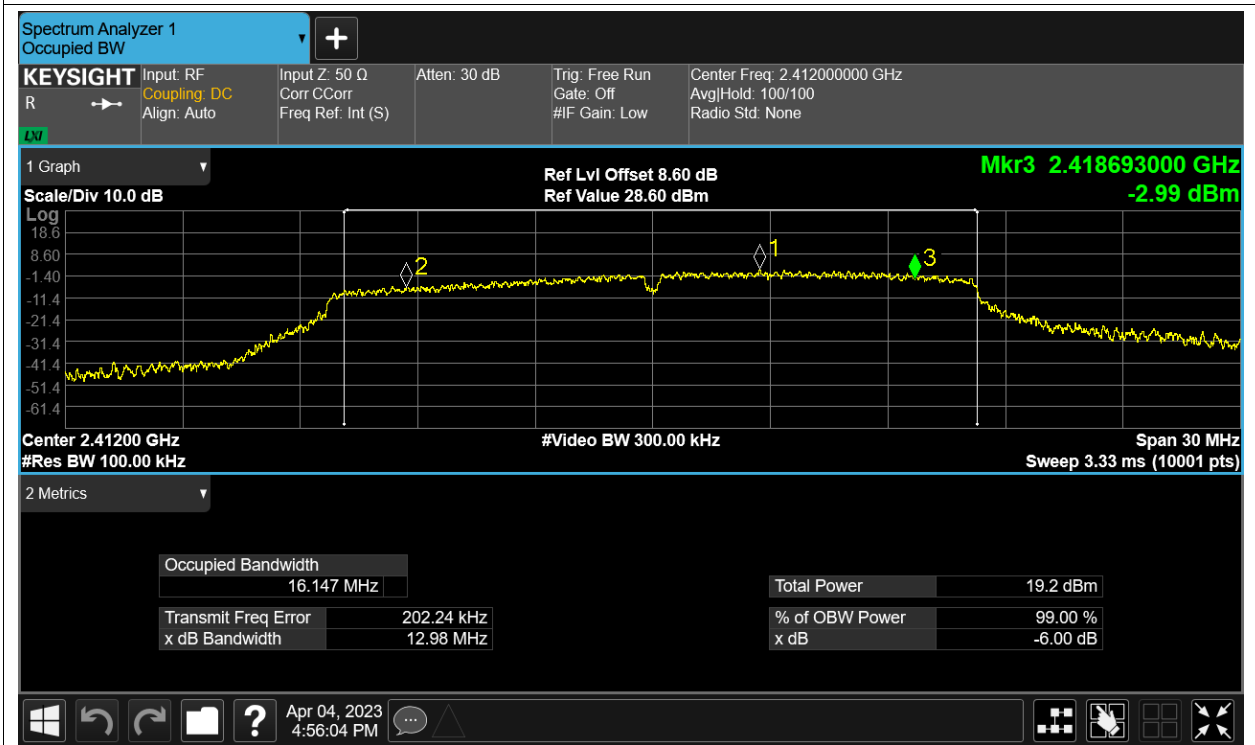 Spectrum Analyzer 1
Occupied BW
KEYSIGHT
R
LXI
Input: RF
Coupling: DC
Align: Auto
Input Z: 50 Ω
Corr CCorr
Freq Ref: Int (S)
Atten: 30 dB
Trig: Free Run
Gate: Off
#IF Gain: Low
Center Freq: 2.412000000 GHz
Avg|Hold: 100/100
Radio Std: None
1 Graph
Scale/Div 10.0 dB
Ref Lvl Offset 8.60 dB
Ref Value 28.60 dBm
Mkr3 2.418693000 GHz
-2.99 dBm
Log
18.6
8.60
-1.40
-11.4
-21.4
-31.4
-41.4
-51.4
-61.4
2
1
3
Center 2.41200 GHz
#Video BW 300.00 kHz
Span 30 MHz
#Res BW 100.00 kHz
Sweep 3.33 ms (10001 pts)
2 Metrics
Occupied Bandwidth
16.147 MHz
Total Power 19.2 dBm
Transmit Freq Error 202.24 kHz
% of OBW Power 99.00 %
x dB Bandwidth 12.98 MHz
x dB -6.00 dB
?
Apr 04, 2023
4:56:04 PM